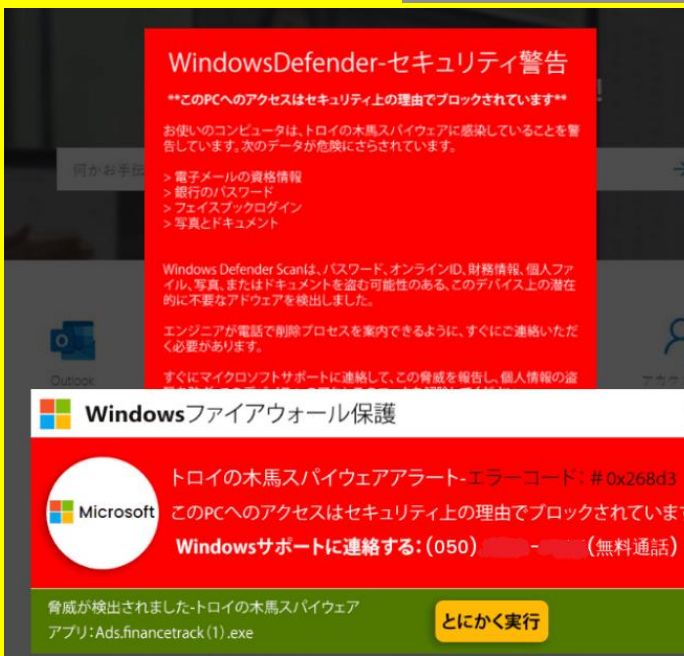 WindowsDefender-セキュリティ警告
**このPCへのアクセスはセキュリティ上の理由でブロックされています**
お使いのコンピュータは、トロイの木馬スパイウェアに感染していることを警
告しています。次のデータが危険にさらされています。
何かお手伝
> 電子メールの資格情報
> 銀行のパスワード
> フェイスブックログイン
> 写真とドキュメント
Windows Defender Scanは、パスワード、オンラインID、財務情報、個人ファ
イル、写真、またはドキュメントを盗む可能性のある、このデバイス上の潜在
的に不要なアドウェアを検出しました。
エンジニアが電話で削除プロセスを案内できるように、すぐにご連絡いただ
く必要があります。
Outlook
すぐにマイクロソフトサポートに連絡して、この脅威を報告し、個人情報の盗
Windowsファイアウォール保護
Microsoft
トロイの木馬スパイウェアアラート-エラーコード: #0x268d3
このPCへのアクセスはセキュリティ上の理由でブロックされています
Windowsサポートに連絡する: (050) - (無料通話)
脅威が検出されました-トロイの木馬スパイウェア
アプリ: Ads.financetrack (1) .exe
とにかく実行